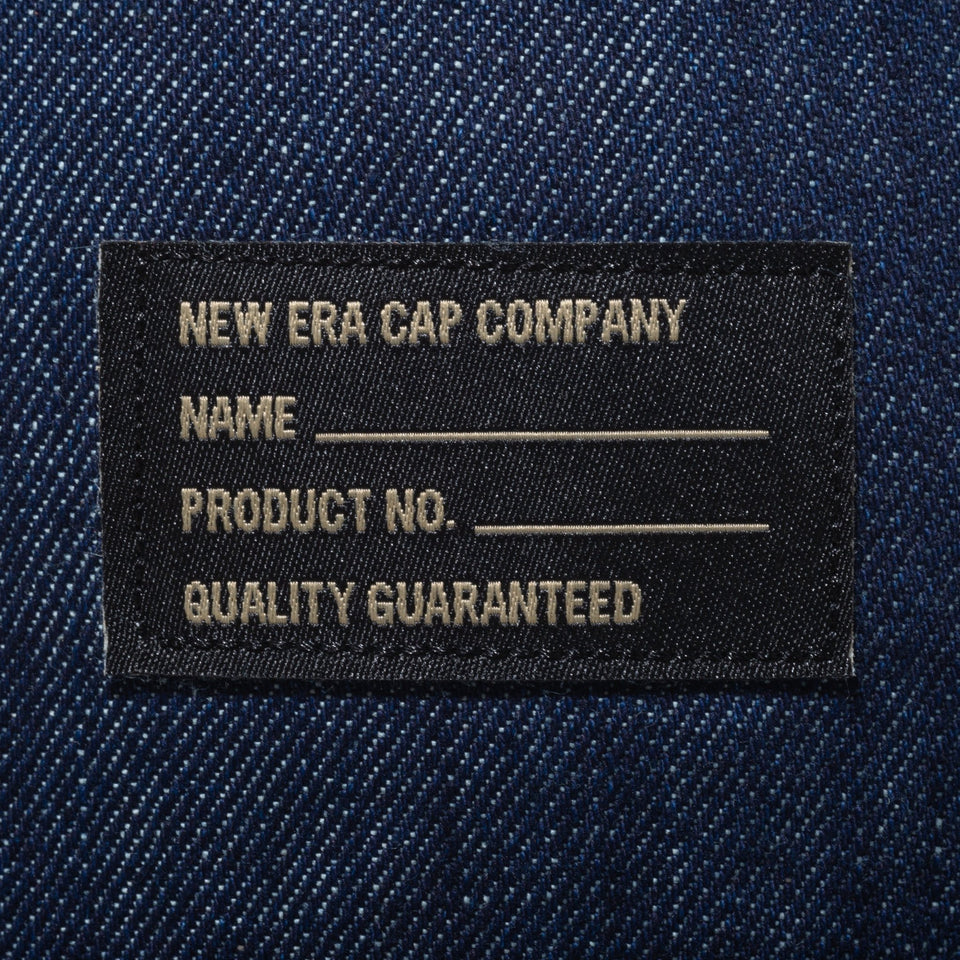 NEW ERA CAP COMPANY
NAME
PRODUCT NO.
QUALITY GUARANTEED